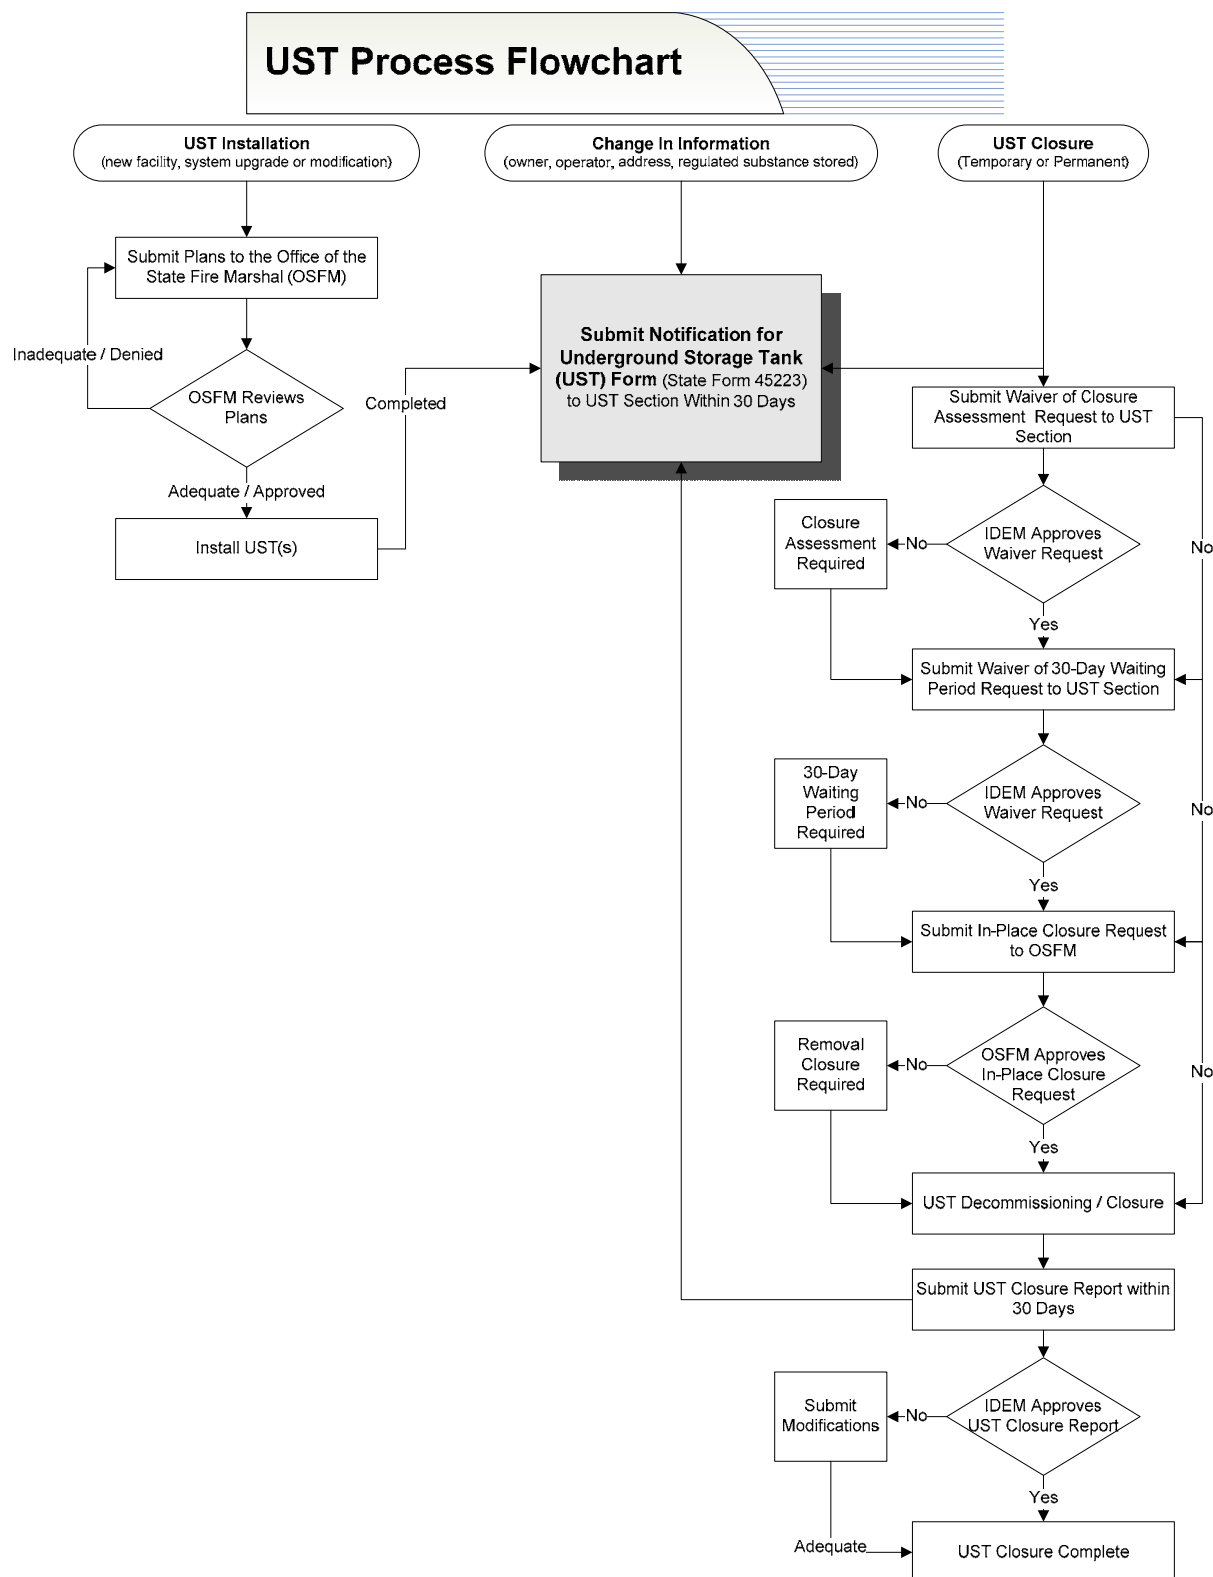 UST Process Flowchart
UST Installation
(new facility, system upgrade or modification)
Change In Information
(owner, operator, address, regulated substance stored)
UST Closure
(Temporary or Permanent)
Submit Plans to the Office of the
State Fire Marshal (OSFM)
Inadequate / Denied
OSFM Reviews
Plans
Adequate / Approved
Install UST(s)
Completed
Submit Notification for
Underground Storage Tank
(UST) Form (State Form 45223)
to UST Section Within 30 Days
Submit Waiver of Closure
Assessment Request to UST
Section
IDEM Approves
Waiver Request
No
Closure
Assessment
Required
No
Yes
Submit Waiver of 30-Day Waiting
Period Request to UST Section
IDEM Approves
Waiver Request
No
30-Day
Waiting
Period
Required
No
Yes
Submit In-Place Closure Request
to OSFM
OSFM Approves
In-Place Closure
Request
No
Removal
Closure
Required
No
Yes
UST Decommissioning / Closure
Submit UST Closure Report within
30 Days
IDEM Approves
UST Closure Report
No
Submit
Modifications
Yes
Adequate
UST Closure Complete